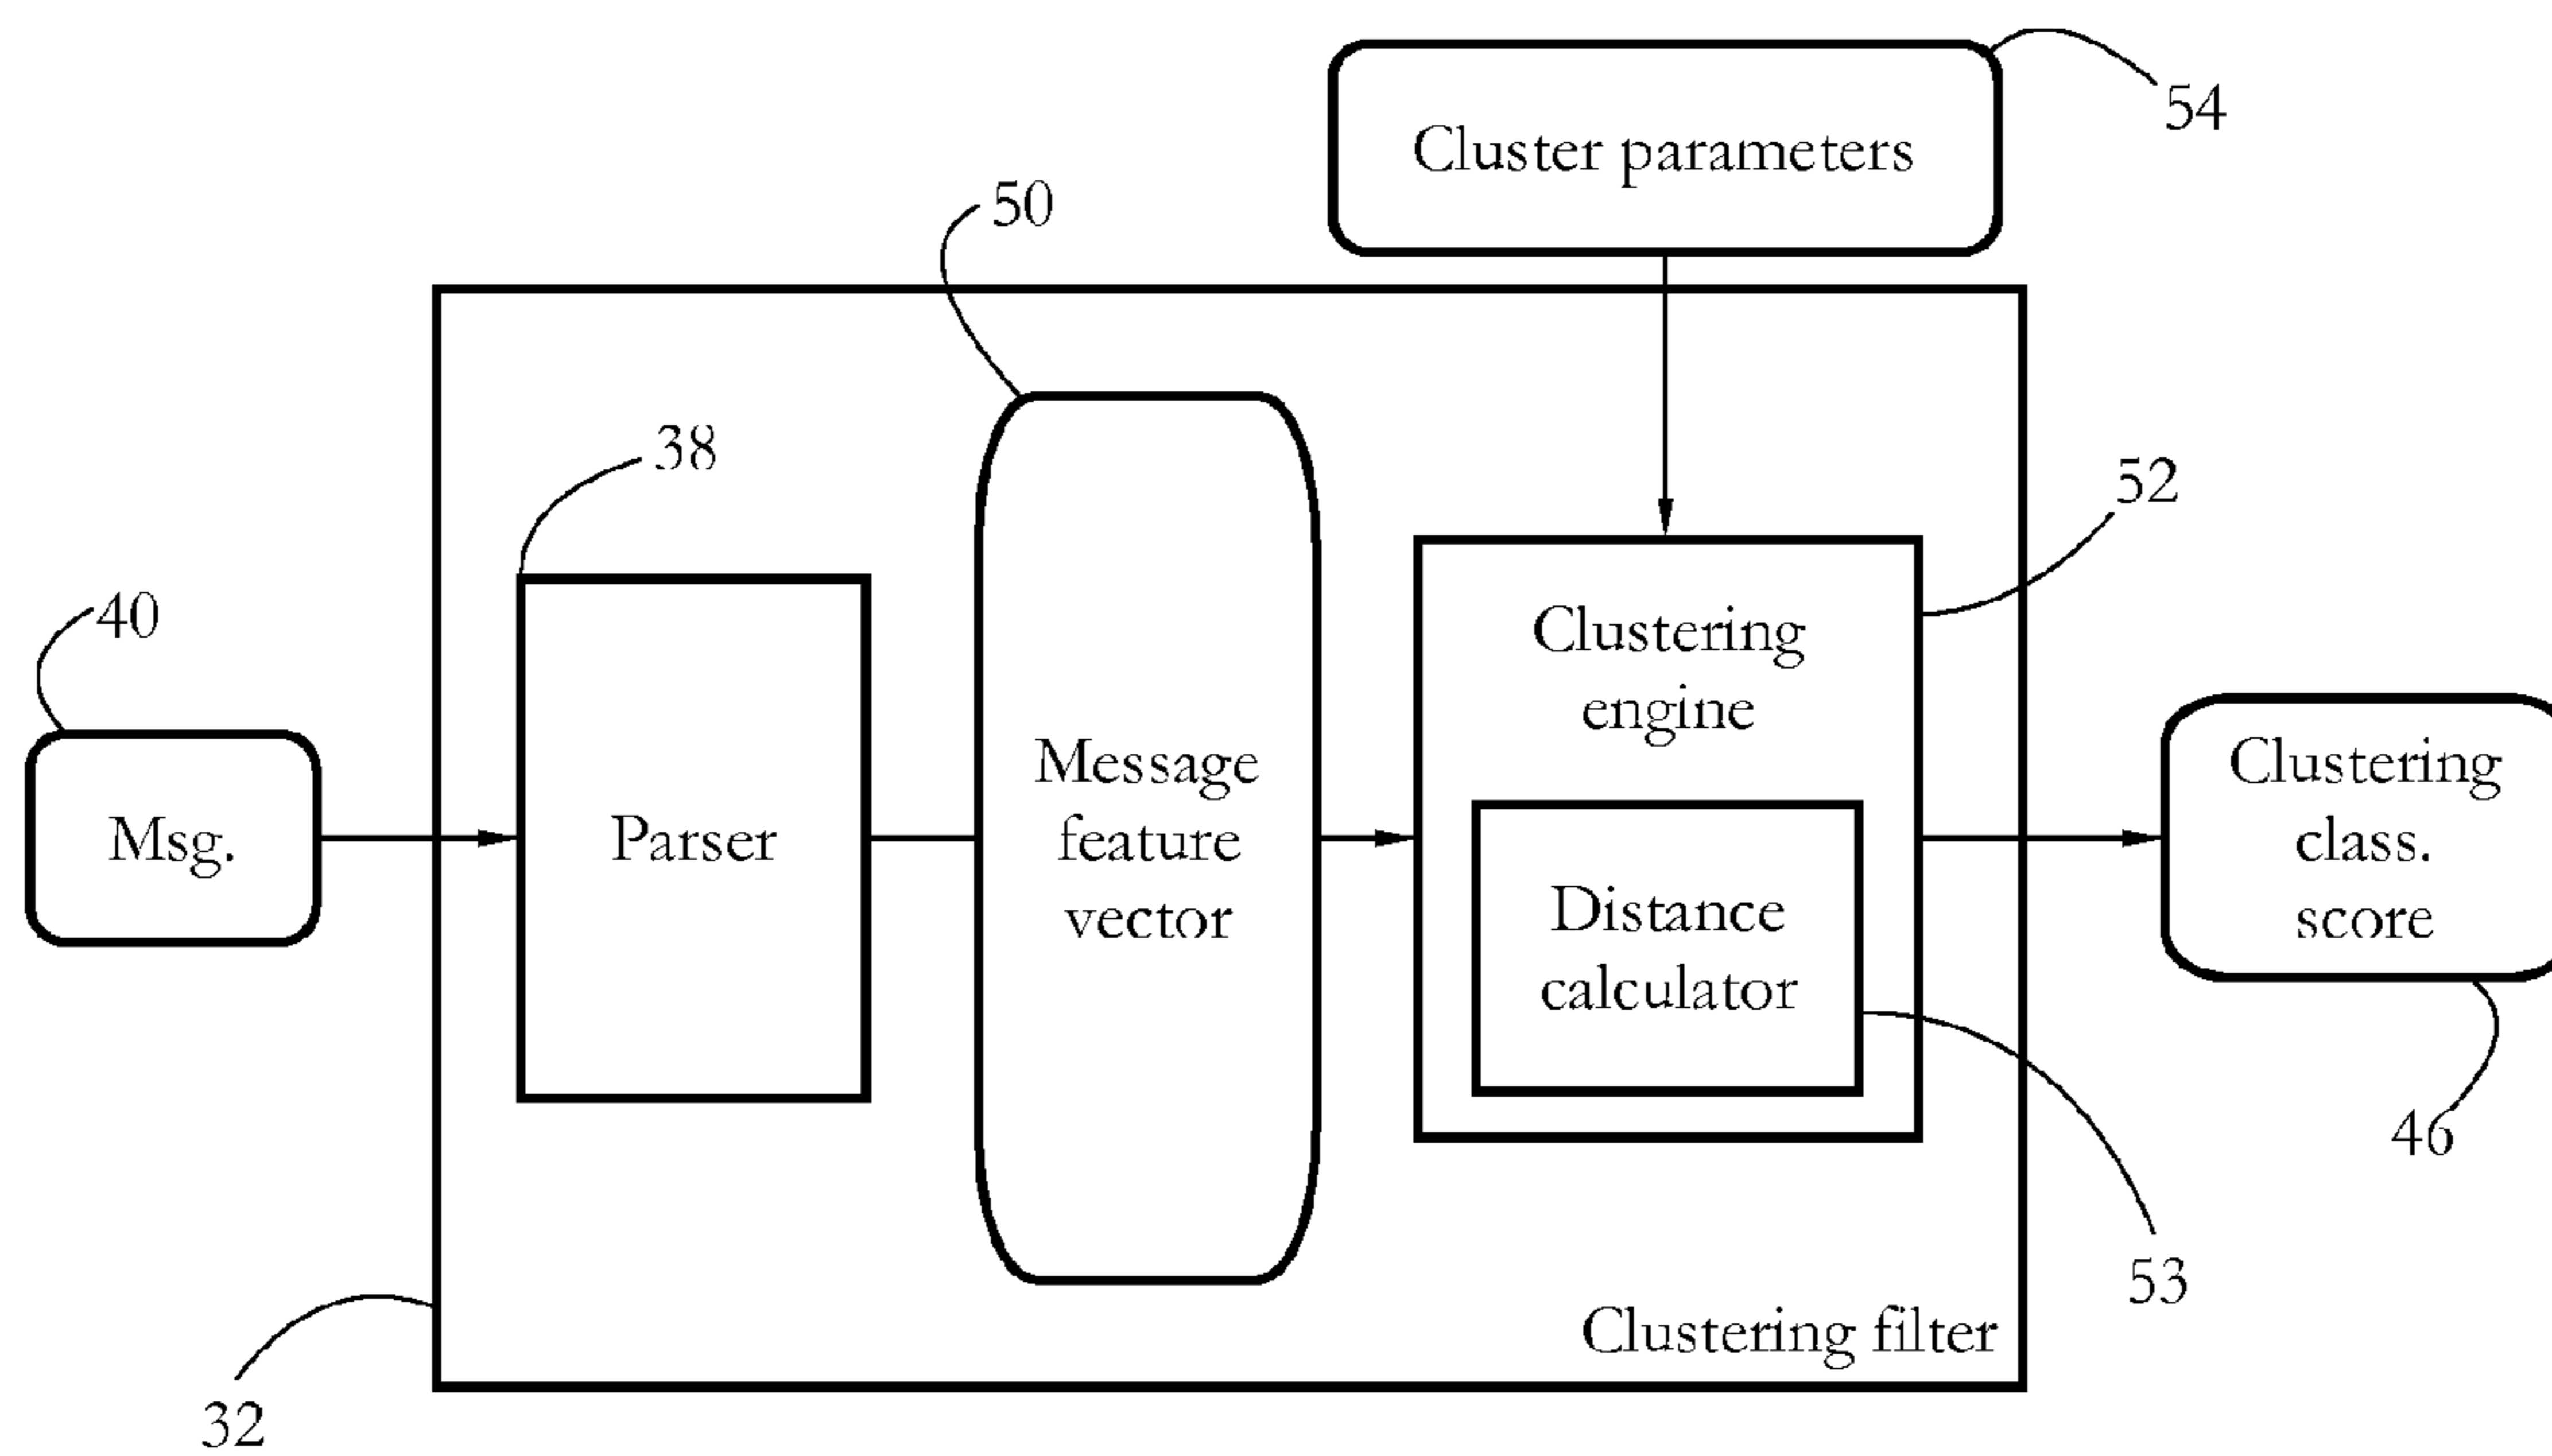 54
Cluster parameters
50
38
52
40
Clustering
engine
Msg.
Parser
Message
feature
vector
Distance
calculator
Clustering
class.
score
46
53
Clustering filter
32